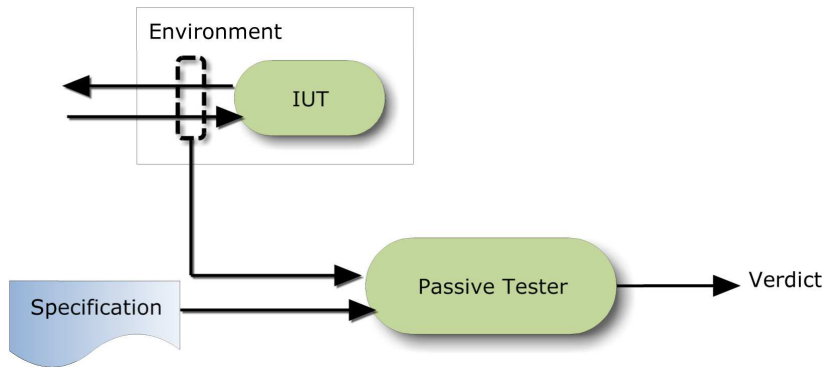 Environment
IUT
Passive Tester
Verdict
Specification